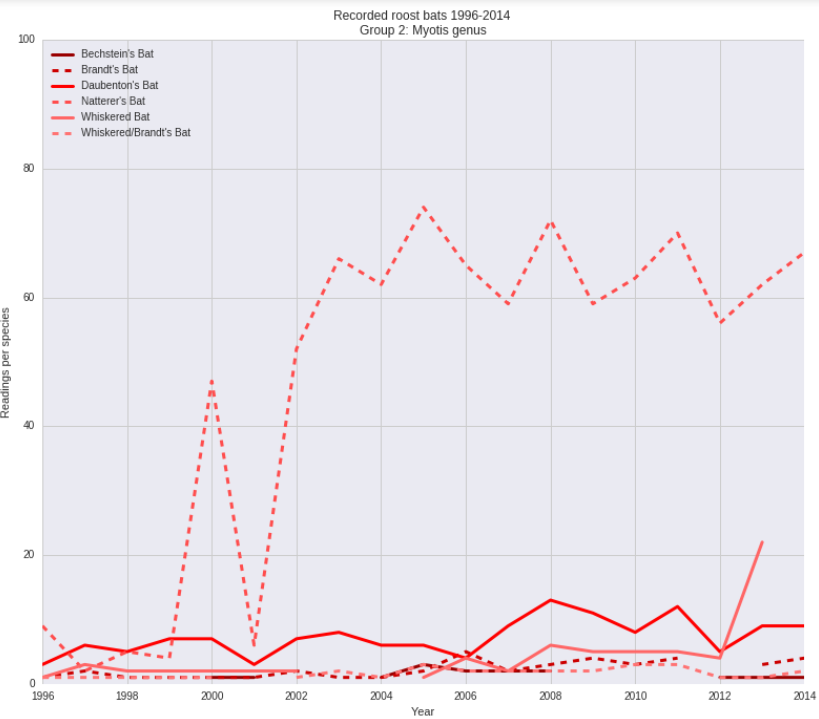 Recorded roost bats 1996-2014
Group 2: Myotis genus
100
80
60
40
20
0
Readings per species
Bechstein's Bat
Brandt's Bat
Daubenton's Bat
Natterer's Bat
Whiskered Bat
Whiskered/Brandt's Bat
1996 1998 2000 2002 2004 2006 2008 2010 2012 2014
Year